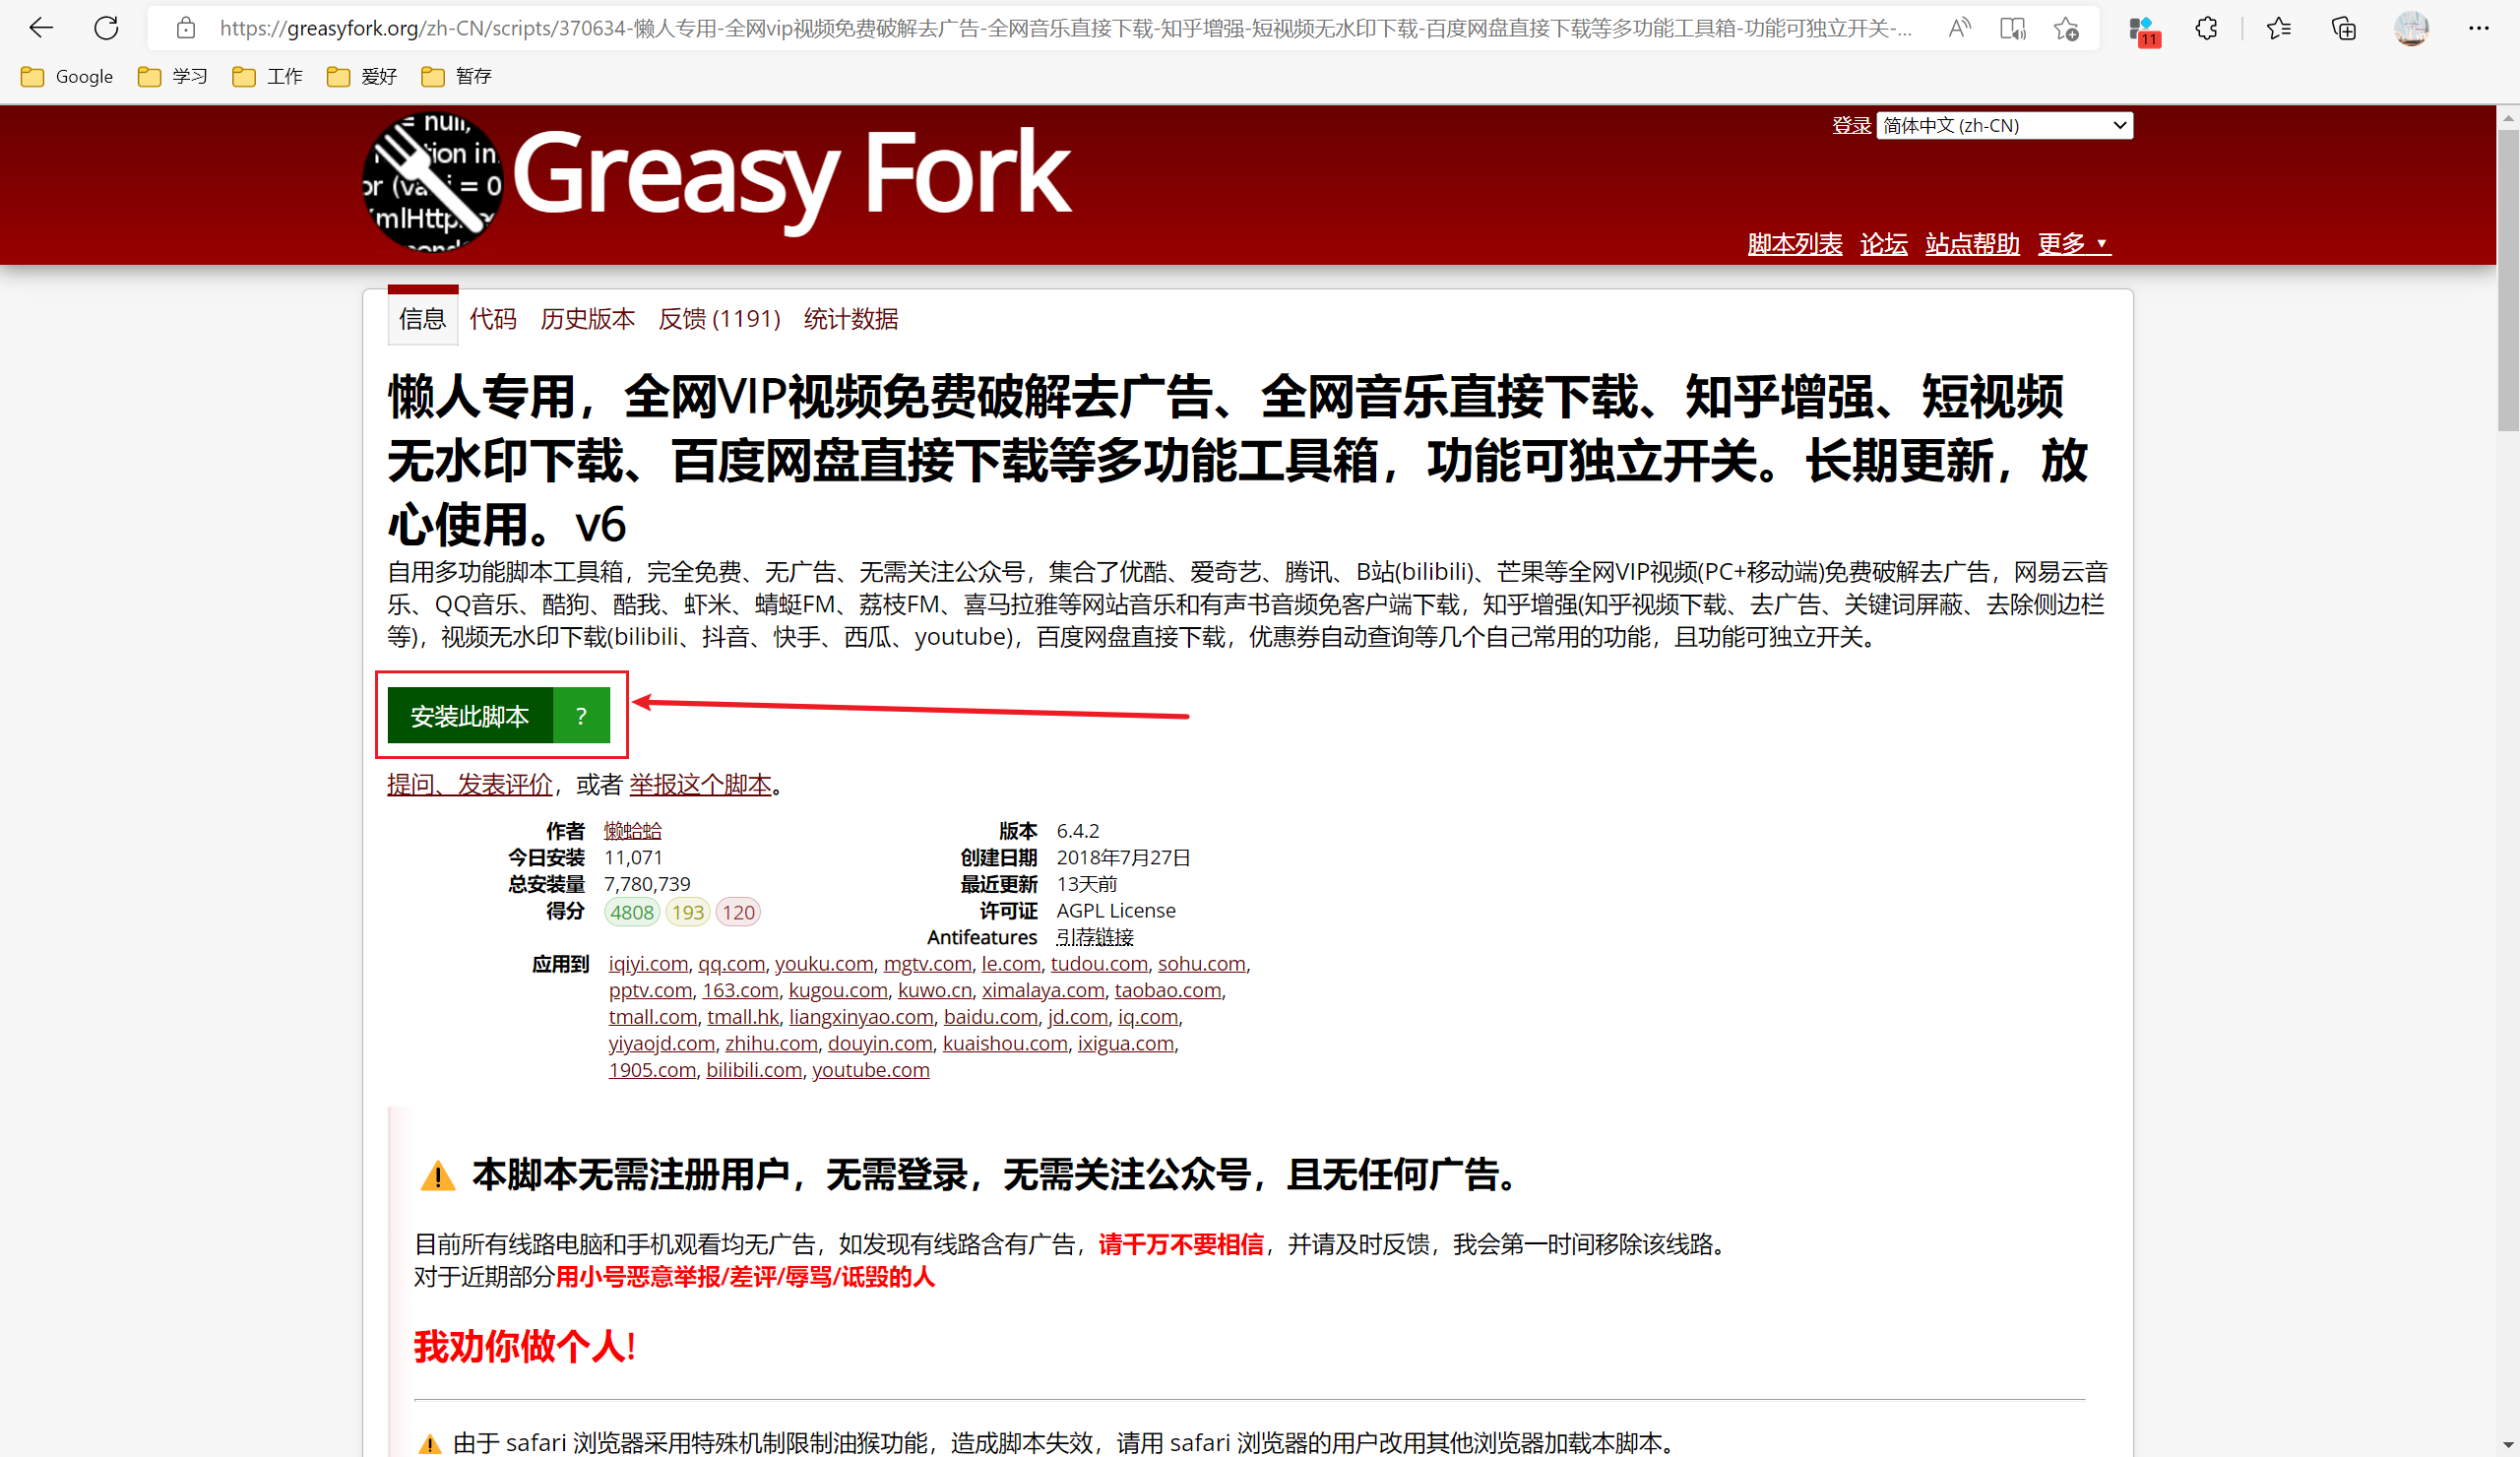 https://greasyfork.org/zh-CN/scripts/370634-懒人专用-全网vip视频免费破解去广告-全网音乐直接下载-知乎增强-短视频无水印下载-百度网盘直接下载等多功能工具箱-功能可独立开关-...
11
Google 学习 工作 爱好 暂存
Greasy Fork
登录 简体中文 (zh-CN)
脚本列表 论坛 站点帮助 更多 ▼
信息 代码 历史版本 反馈 (1191) 统计数据
懒人专用，全网VIP视频免费破解去广告、全网音乐直接下载、知乎增强、短视频
无水印下载、百度网盘直接下载等多功能工具箱，功能可独立开关。长期更新，放
心使用。v6
自用多功能脚本工具箱，完全免费、无广告、无需关注公众号，集合了优酷、爱奇艺、腾讯、B站(bilibili)、芒果等全网VIP视频(PC+移动端)免费破解去广告，网易云音
乐、QQ音乐、酷狗、酷我、虾米、蜻蜓FM、荔枝FM、喜马拉雅等网站音乐和有声书音频免客户端下载，知乎增强(知乎视频下载、去广告、关键词屏蔽、去除侧边栏
等)，视频无水印下载(bilibili、抖音、快手、西瓜、youtube)，百度网盘直接下载，优惠券自动查询等几个自己常用的功能，且功能可独立开关。
安装此脚本 ?
提问、发表评价，或者 举报这个脚本。
作者 懒蛤蛤
今日安装 11,071
总安装量 7,780,739
得分 4808 193 120
版本 6.4.2
创建日期 2018年7月27日
最近更新 13天前
许可证 AGPL License
Antifeatures 引荐链接
应用到 iqiyi.com, qq.com, youku.com, mgtv.com, le.com, tudou.com, sohu.com,
pptv.com, 163.com, kugou.com, kuwo.cn, ximalaya.com, taobao.com,
tmall.com, tmall.hk, liangxinyao.com, baidu.com, jd.com, iq.com,
yiyaojd.com, zhihu.com, douyin.com, kuaishou.com, ixigua.com,
1905.com, bilibili.com, youtube.com
本脚本无需注册用户，无需登录，无需关注公众号，且无任何广告。
目前所有线路电脑和手机观看均无广告，如发现有线路含有广告，请千万不要相信，并请及时反馈，我会第一时间移除该线路。
对于近期部分用小号恶意举报/差评/辱骂/诋毁的人
我劝你做个人!
由于 safari 浏览器采用特殊机制限制油猴功能，造成脚本失效，请用 safari 浏览器的用户改用其他浏览器加载本脚本。